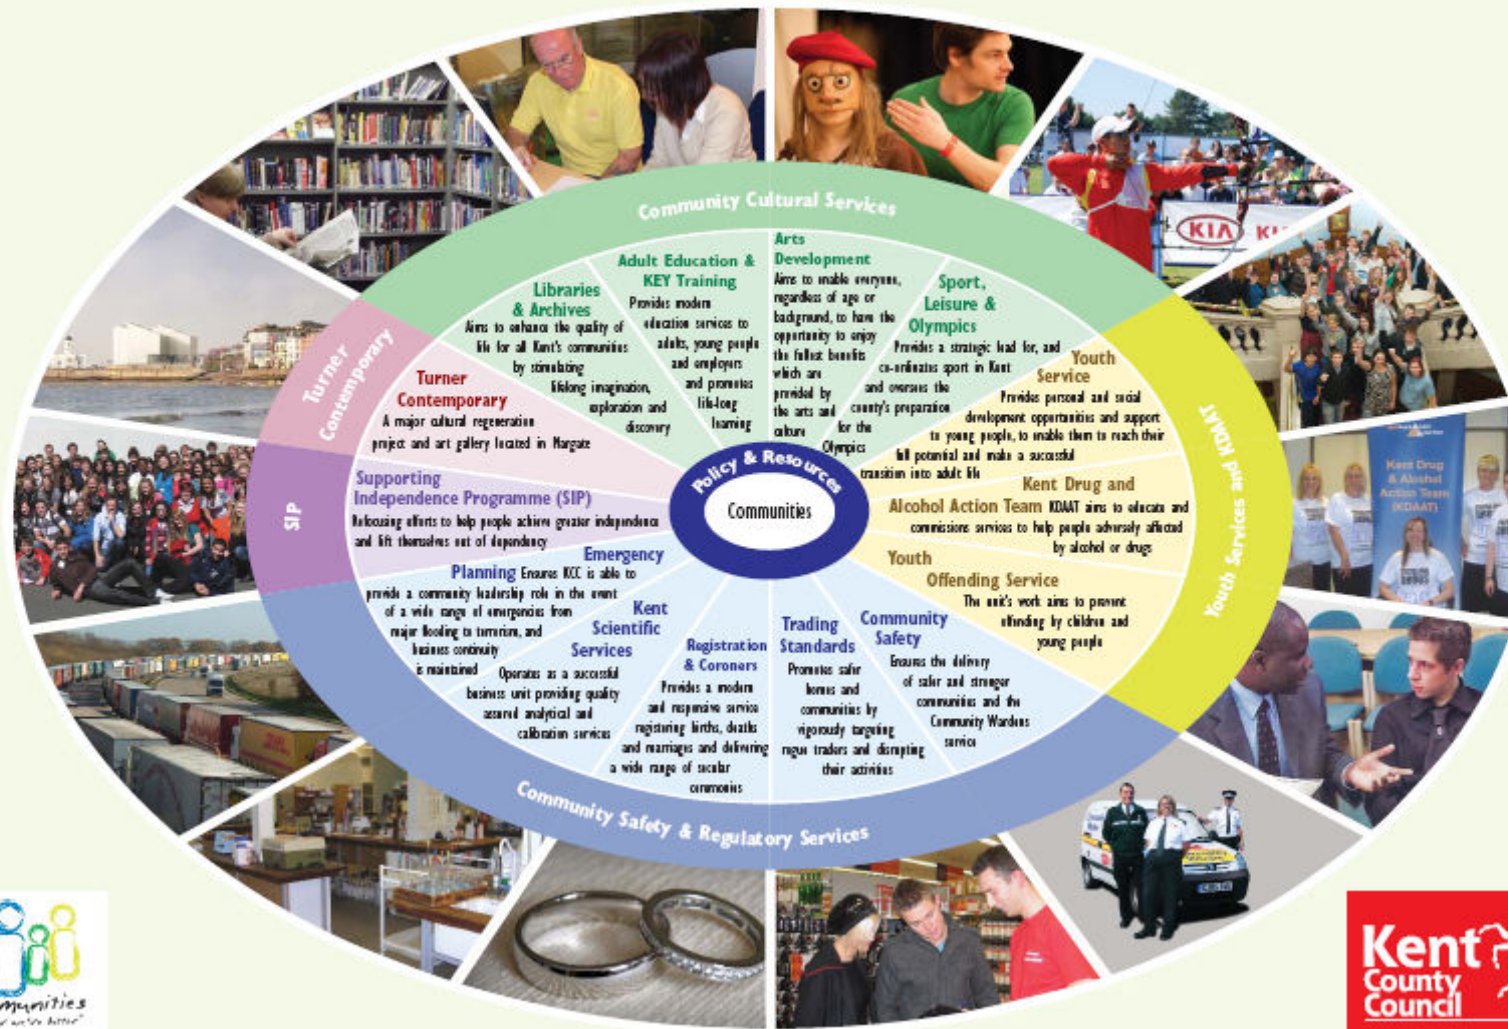 Community Cultural Services
Libraries
& Archives
Aims to enhance the quality of
life for all Kent's communities
by stimulating
lifelong imagination,
exploration and
discovery
Adult Education &
KEY Training
Provides modern
education services to
adults, young people
and employers
and promotes
life-long
learning
Arts
Development
Aims to enable everyone,
regardless of age or
background, to have the
opportunity to enjoy
the fullest benefits
which are
provided by
the arts and
culture
Sport,
Leisure &
Olympics
Provides a strategic lead for, and
co-ordinates sport in Kent
and oversees the
county's preparation
for the
Olympics
Youth Services and KDAAT
Youth
Service
Provides personal and social
development opportunities and support
to young people, to enable them to reach their
full potential and make a successful
transition into adult life
Kent Drug and
Alcohol Action Team KDAAT aims to educate and
commissions services to help people adversely affected
by alcohol or drugs
Youth
Offending Service
The unit's work aims to prevent
offending by children and
young people
Community Safety & Regulatory Services
Community
Safety
Ensures the delivery
of safer and stronger
communities and the
Community Wardens
service
Trading
Standards
Promotes safer
homes and
communities by
vigorously targeting
rogue traders and disrupting
their activities
Registration
& Coroners
Provides a modern
and responsive service
registering births, deaths
and marriages and delivering
a wide range of secular
ceremonies
Kent
Scientific
Services
Operates as a successful
business unit providing quality
assured analytical and
calibration services
Emergency
Planning Ensures KCC is able to
provide a community leadership role in the event
of a wide range of emergencies from
major flooding to terrorism, and
business continuity
is maintained
SIP
Supporting
Independence Programme (SIP)
Refocusing efforts to help people achieve greater independence
and lift themselves out of dependency
Turner
Contemporary
Turner
Contemporary
A major cultural regeneration
project and art gallery located in Margate
Policy & Resources
Communities
KIA
Kent Drug
& Alcohol
Action Team
(KDAAT)
Kent
County
Council